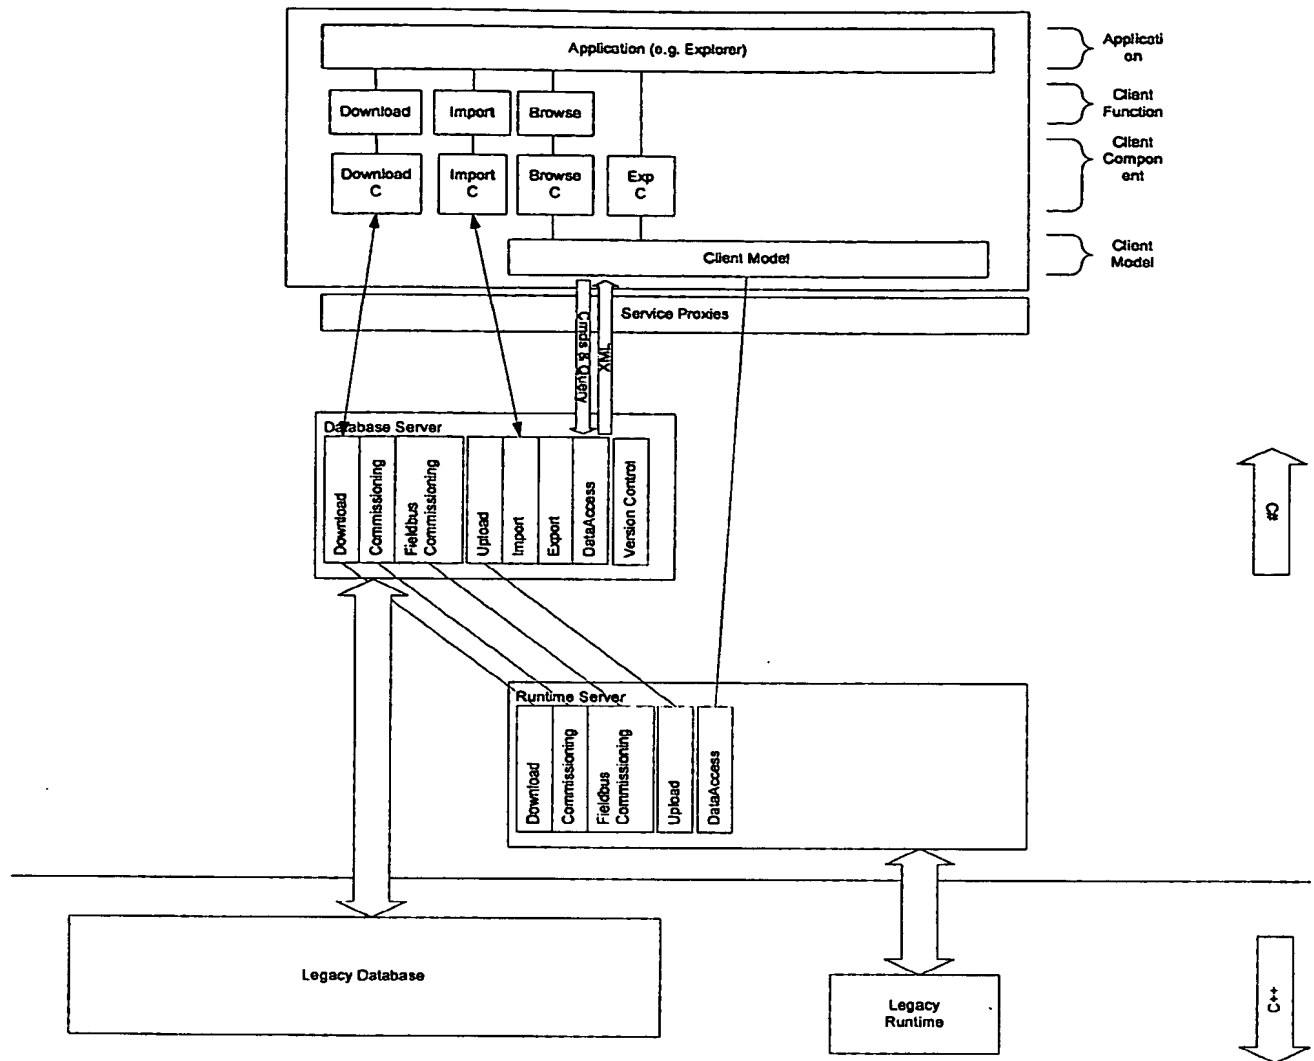 Application (e.g. Explorer)
Applicati
on
Download
Import
Browse
Client
Function
Download
C
Import
C
Browse
C
Exp
C
Client
Compon
ent
Client Model
Client
Model
Service Proxies
Cmds & Query
XML
Database Server
Download
Commissioning
Fieldbus
Commissioning
Upload
Import
Export
DataAccess
Version Control
C#
Runtime Server
Download
Commissioning
Fieldbus
Commissioning
Upload
DataAccess
Legacy Database
Legacy
Runtime
C++